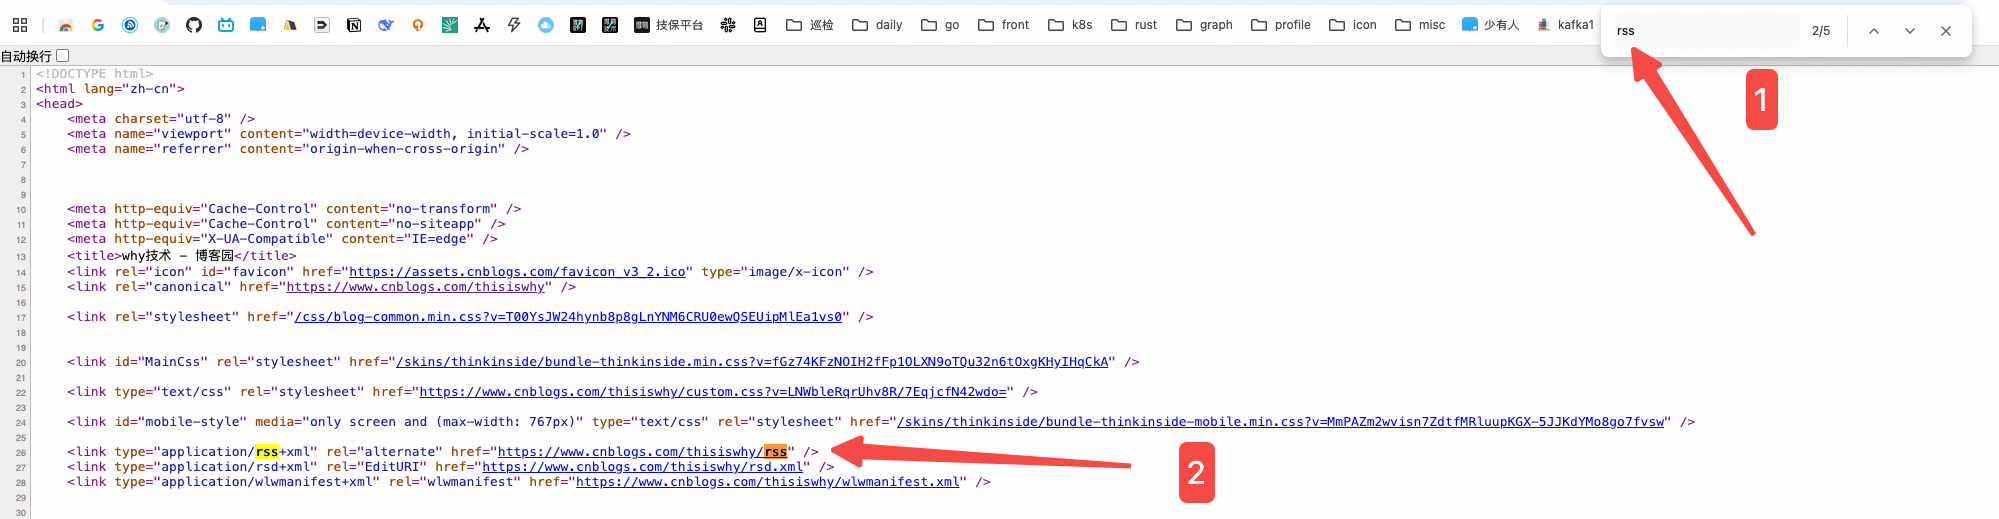 技保平台 巡检 daily go front k8s rust graph profile icon misc 少有人 kafka1
rss 2/5
自动换行
1
1 <!DOCTYPE html>
2 <html lang="zh-cn">
3 <head>
4 <meta charset="utf-8" />
5 <meta name="viewport" content="width=device-width, initial-scale=1.0" />
6 <meta name="referrer" content="origin-when-cross-origin" />
7
8
9
10 <meta http-equiv="Cache-Control" content="no-transform" />
11 <meta http-equiv="Cache-Control" content="no-siteapp" />
12 <meta http-equiv="X-UA-Compatible" content="IE=edge" />
13 <title>why技术 - 博客园</title>
14 <link rel="icon" id="favicon" href="https://assets.cnblogs.com/favicon_v3_2.ico" type="image/x-icon" />
15 <link rel="canonical" href="https://www.cnblogs.com/thisiswhy" />
16
17 <link rel="stylesheet" href="/css/blog-common.min.css?v=T00YsJW24hynb8p8gLnYNM6CRU0ewQSEUipMlEa1vs0" />
18
19
20 <link id="MainCss" rel="stylesheet" href="/skins/thinkinside/bundle-thinkinside.min.css?v=fGz74KFzNOIH2fFp1OLXN9oTQu32n6tOxgKHyIHqCkA" />
21
22 <link type="text/css" rel="stylesheet" href="https://www.cnblogs.com/thisiswhy/custom.css?v=LNWbleRqrUhv8R/7EqjcfN42wdo=" />
23
24 <link id="mobile-style" media="only screen and (max-width: 767px)" type="text/css" rel="stylesheet" href="/skins/thinkinside/bundle-thinkinside-mobile.min.css?v=MmPAZm2wvisn7ZdtfMRluupKGX-5JJKdYMo8go7fvsw" />
25
26 <link type="application/rss+xml" rel="alternate" href="https://www.cnblogs.com/thisiswhy/rss" />
27 <link type="application/rsd+xml" rel="EditURI" href="https://www.cnblogs.com/thisiswhy/rsd.xml" />
28 <link type="application/wlwmanifest+xml" rel="wlwmanifest" href="https://www.cnblogs.com/thisiswhy/wlwmanifest.xml" />
29
30
2